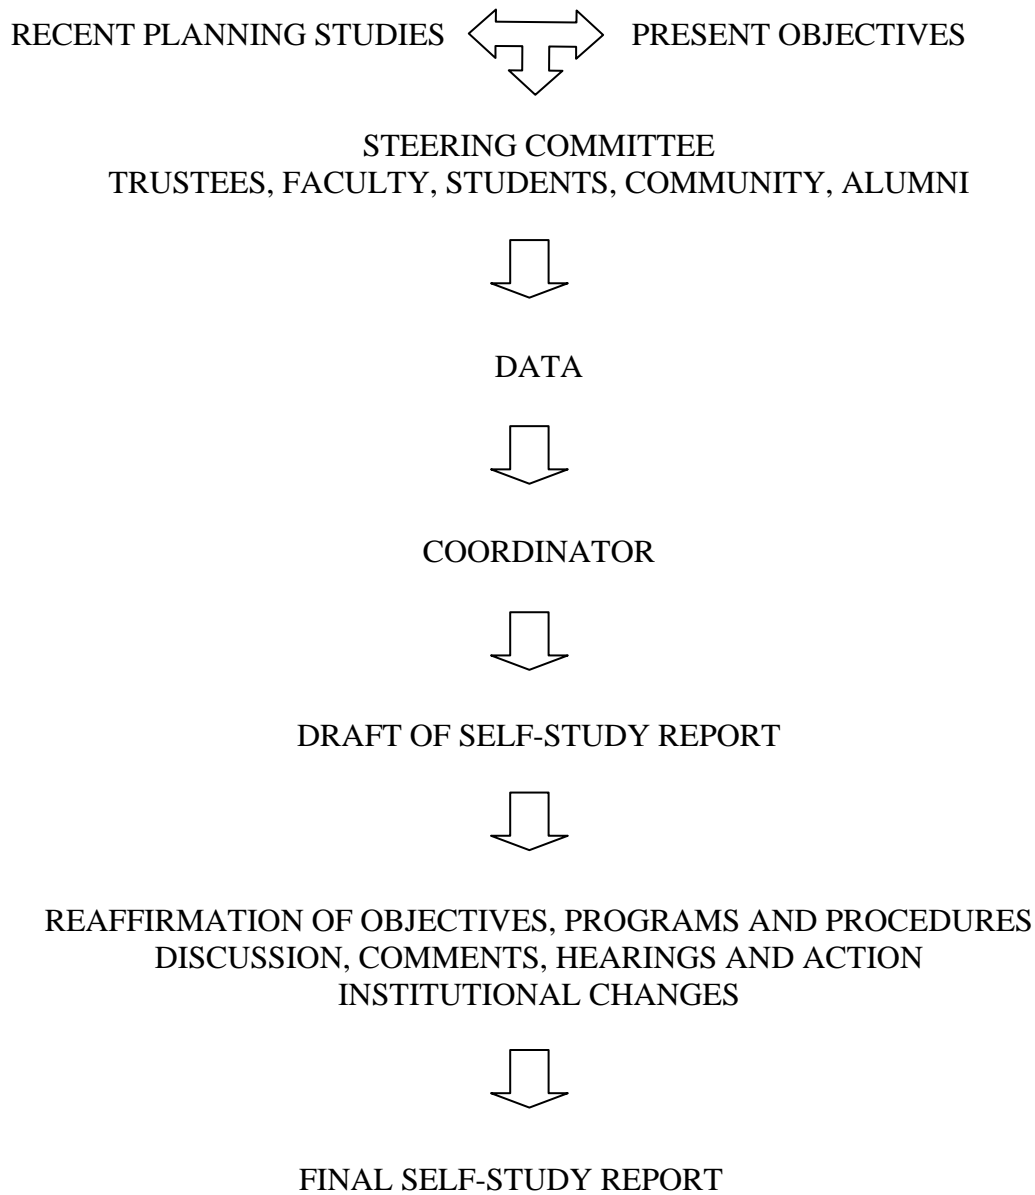 RECENT PLANNING STUDIES PRESENT OBJECTIVES
STEERING COMMITTEE
TRUSTEES, FACULTY, STUDENTS, COMMUNITY, ALUMNI
DATA
COORDINATOR
DRAFT OF SELF-STUDY REPORT
REAFFIRMATION OF OBJECTIVES, PROGRAMS AND PROCEDURES
DISCUSSION, COMMENTS, HEARINGS AND ACTION
INSTITUTIONAL CHANGES
FINAL SELF-STUDY REPORT